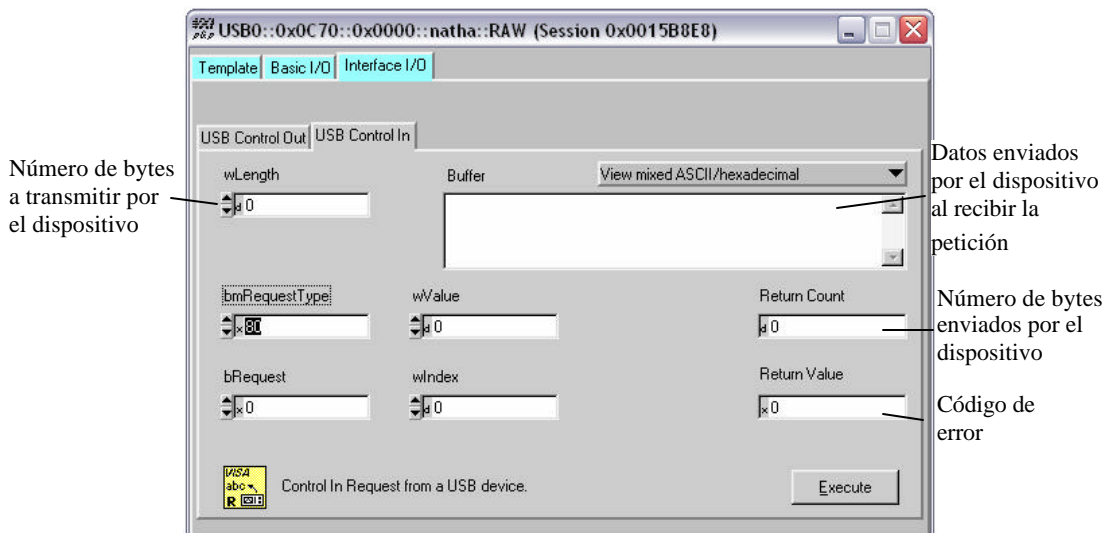 USB0::0x0C70::0x0000::natha::RAW (Session 0x0015B8E8)
Template Basic I/O Interface I/O
USB Control Out USB Control In
Número de bytes
a transmitir por
el dispositivo
wLength
d 0
Buffer
View mixed ASCII/hexadecimal
Datos enviados
por el dispositivo
al recibir la
petición
bmRequestType
x 80
wValue
d 0
Return Count
d 0
Número de bytes
enviados por el
dispositivo
bRequest
x 0
wIndex
d 0
Return Value
x 0
Código de
error
VISA
abc
R
Control In Request from a USB device.
Execute